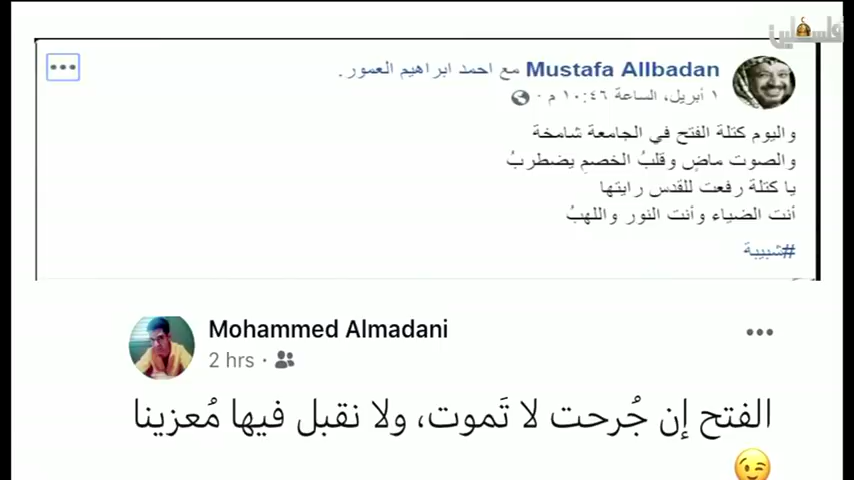 فلسطين
Mustafa Allbadan مع احمد ابراهيم العمور.
١ أبريل، الساعة ١٠:٤٦ م ·
واليوم كتلة الفتح في الجامعة شامخة
والصوت ماضٍ وقلبُ الخصمِ يضطربُ
يا كتلة رفعت للقدس رايتها
أنت الضياء وأنت النور واللهبُ
#شبيبة
Mohammed Almadani
2 hrs ·
الفتح إن جُرحت لا تَموت، ولا نقبل فيها مُعزينا
😉